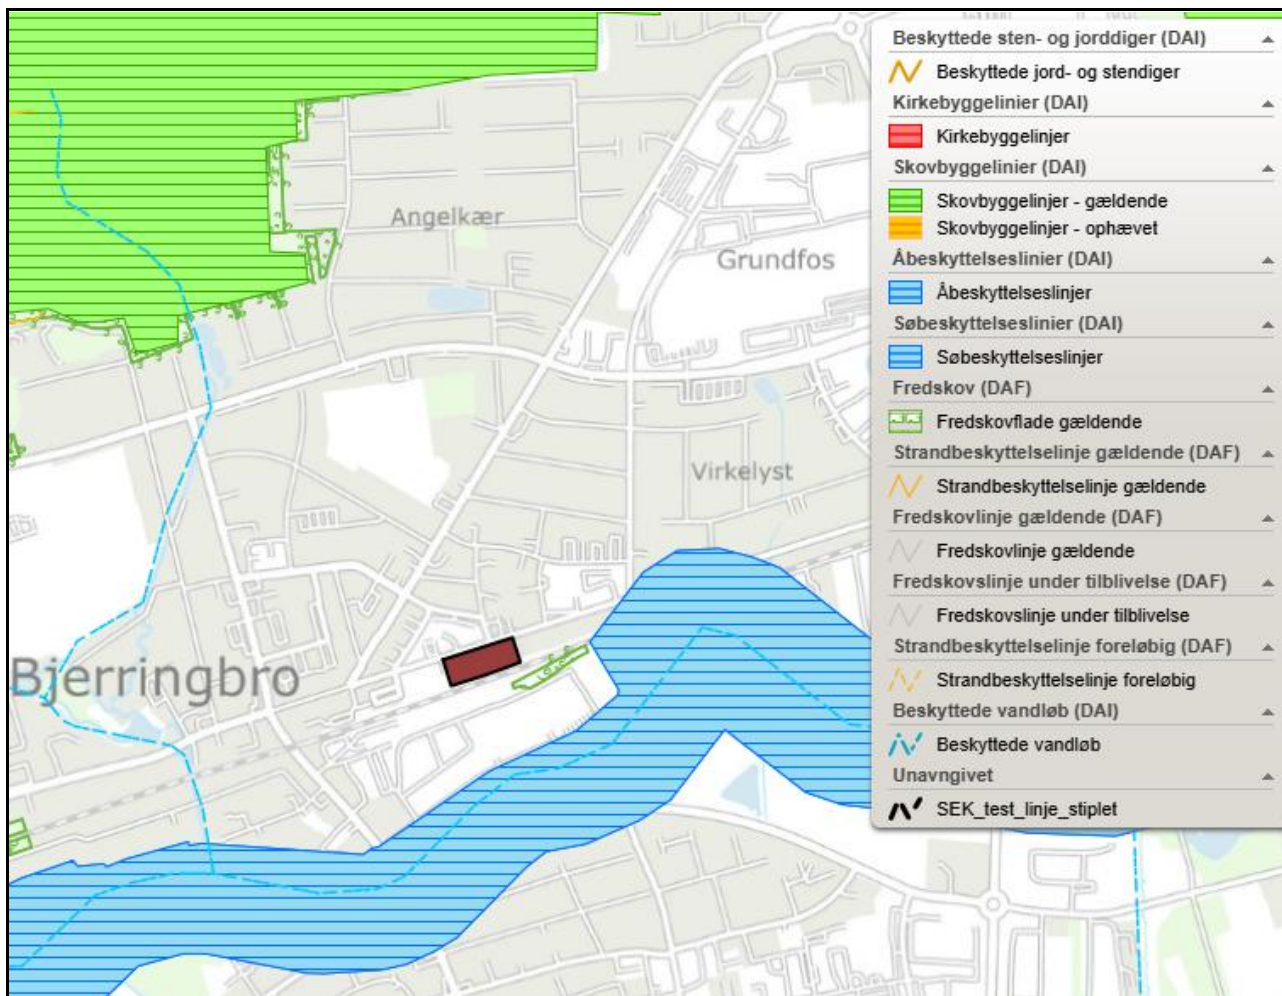 Angelkær
Grundfos
Virkelyst
Bjerringbro
Beskyttede sten- og jorddiger (DAI)
Beskyttede jord- og stendiger
Kirkebyggelinier (DAI)
Kirkebyggelinjer
Skovbyggelinier (DAI)
Skovbyggelinjer - gældende
Skovbyggelinjer - ophævet
Åbeskyttelseslinier (DAI)
Åbeskyttelseslinjer
Søbeskyttelseslinier (DAI)
Søbeskyttelseslinjer
Fredskov (DAF)
Fredskovflade gældende
Strandbeskyttelselinje gældende (DAF)
Strandbeskyttelselinje gældende
Fredskovlinje gældende (DAF)
Fredskovlinje gældende
Fredskovslinje under tilblivelse (DAF)
Fredskovslinje under tilblivelse
Strandbeskyttelselinje foreløbig (DAF)
Strandbeskyttelselinje foreløbig
Beskyttede vandløb (DAI)
Beskyttede vandløb
Unavngivet
SEK_test_linje_stiplet